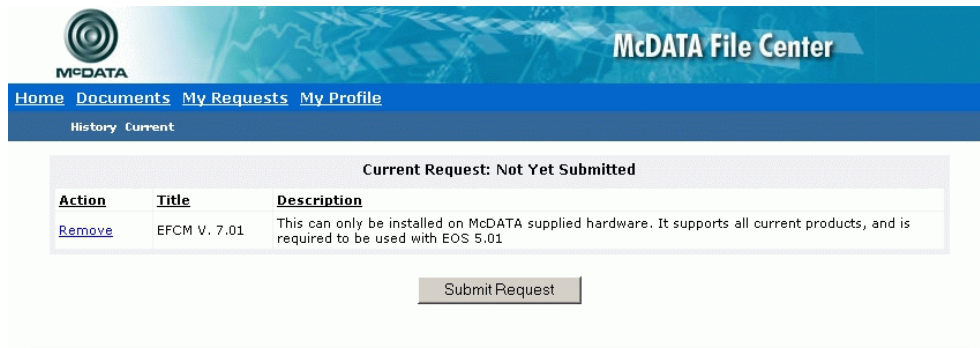 McDATA
McDATA File Center
Home Documents My Requests My Profile
History Current
Current Request: Not Yet Submitted
Action Title Description
Remove EFCM V. 7.01 This can only be installed on McDATA supplied hardware. It supports all current products, and is
required to be used with EOS 5.01
Submit Request